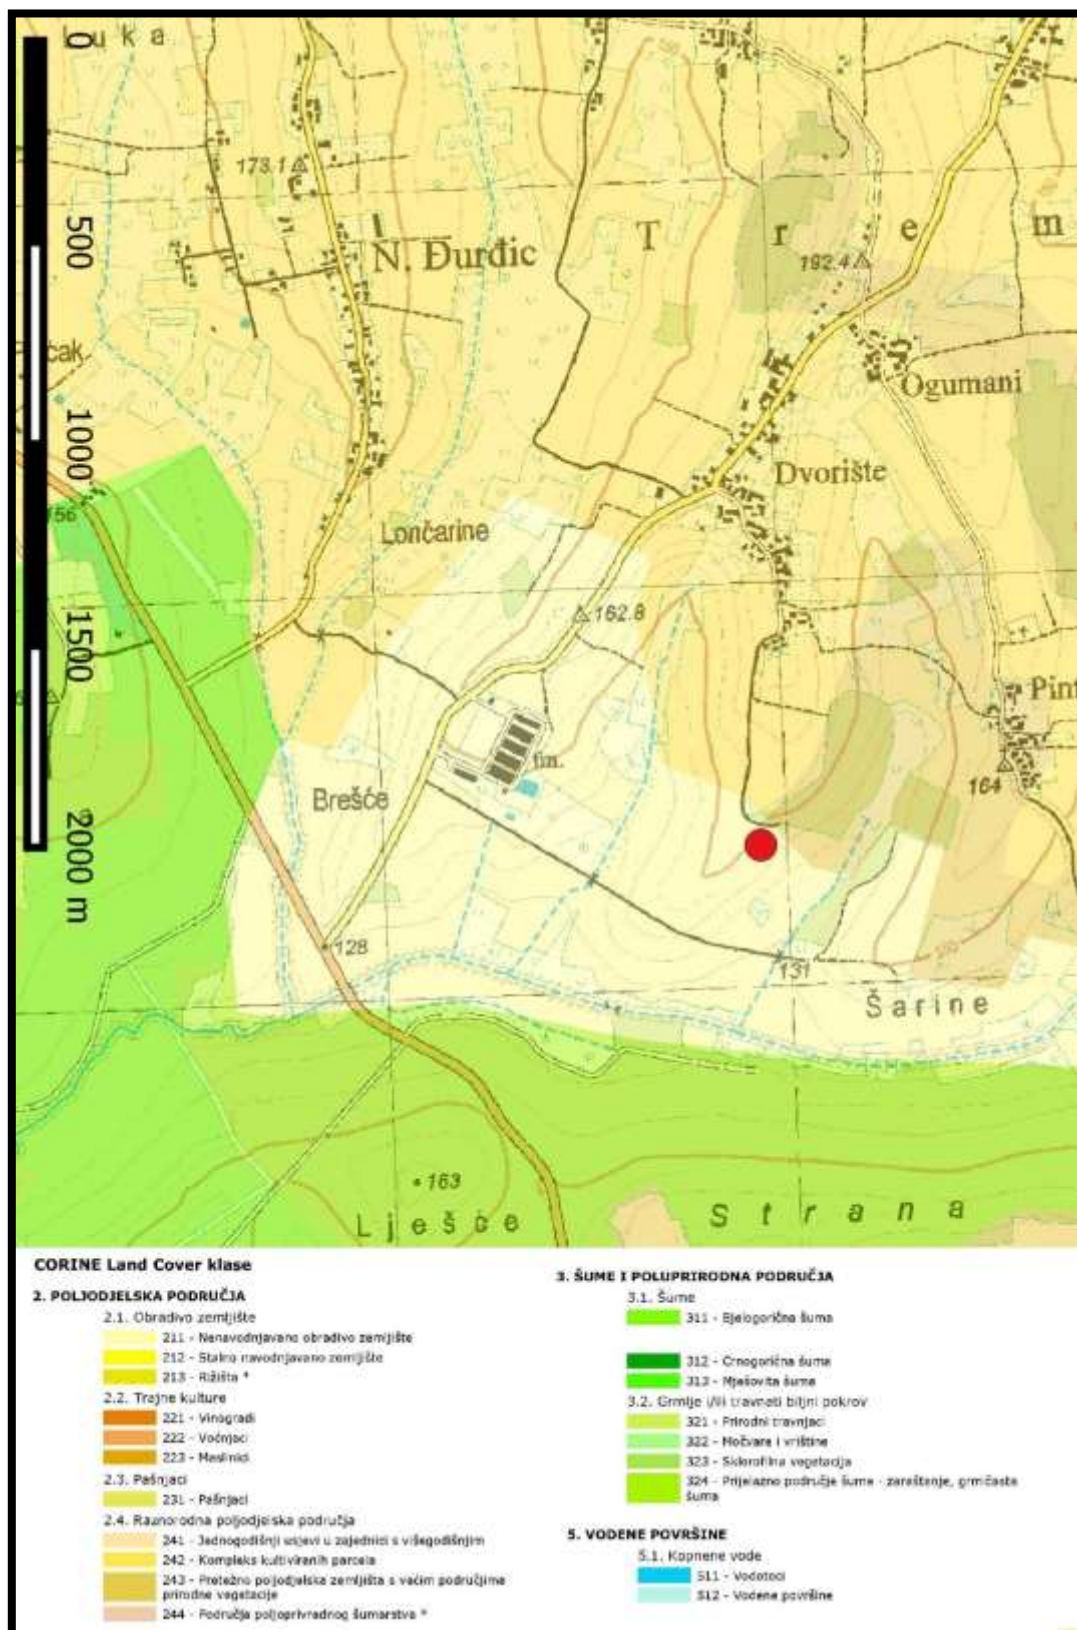 Luka
0
173.1
500
N. Đurđic
T r e m
192.4
Ogumani
1000
Dvorište
156
Lončarine
162.8
1500
Pint
fm.
Brešće
164
2000 m
128
131
Šarine
163
Lješće
Strana
CORINE Land Cover klase
2. POLJODJELSKA PODRUČJA
2.1. Obradivo zemljište
211 - Nenavodnjavano obradivo zemljište
212 - Stalno navodnjavano zemljište
213 - Rižišta *
2.2. Trajne kulture
221 - Vinogradi
222 - Voćnjaci
223 - Maslinici
2.3. Pašnjaci
231 - Pašnjaci
2.4. Raznorodna poljodjelska područja
241 - Jednogodišnji usjevi u zajednici s višegodišnjim
242 - Kompleks kultiviranih parcela
243 - Pretežno poljodjelska zemljišta s većim područjima
prirodne vegetacije
244 - Područja poljoprivrednog šumarstva *
3. ŠUME I POLUPRIRODNA PODRUČJA
3.1. Šume
311 - Bjelogorična šuma
312 - Crnogorična šuma
313 - Mješovita šuma
3.2. Grmlje i/ili travnati biljni pokrov
321 - Prirodni travnjaci
322 - Močvare i vrištine
323 - Sklerofilna vegetacija
324 - Prijelazno područje šume - zaraštanje, grmičasta
šuma
5. VODENE POVRŠINE
5.1. Kopnene vode
511 - Vodotoci
512 - Vodene površine